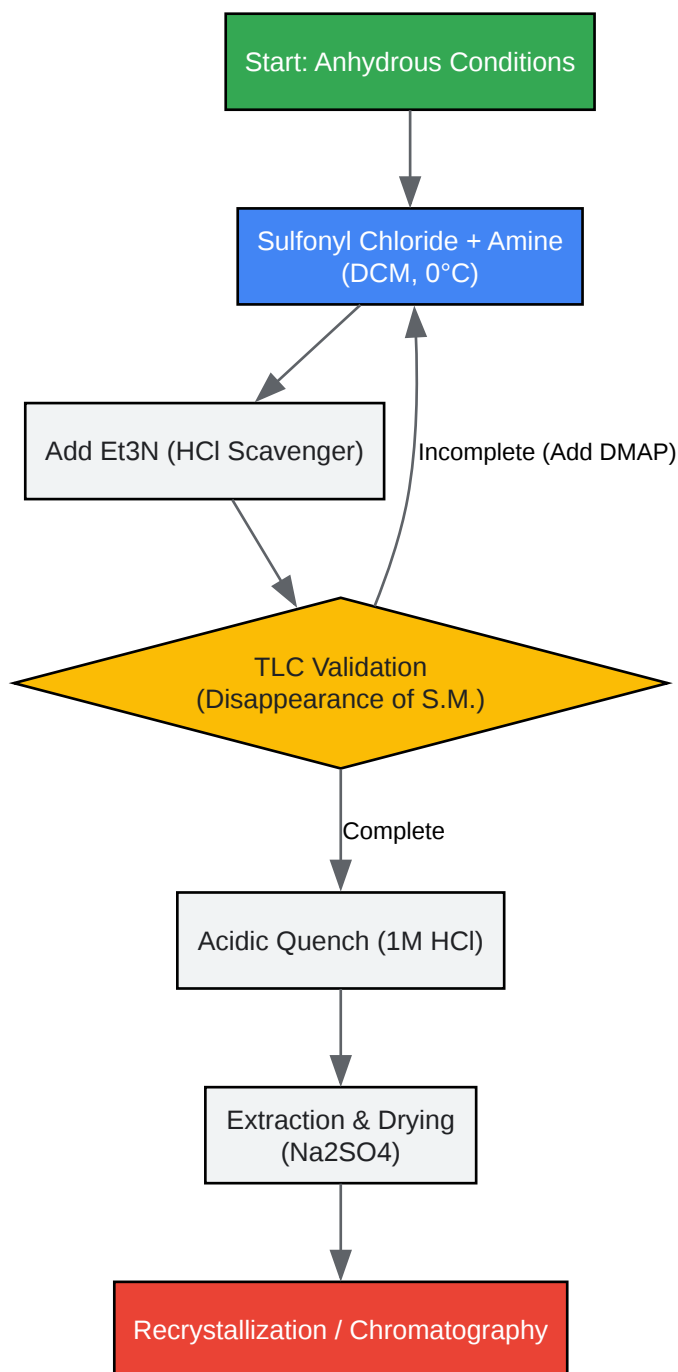 Start: Anhydrous Conditions
Sulfonyl Chloride + Amine
(DCM, 0°C)
Add Et3N (HCl Scavenger)
Incomplete (Add DMAP)
TLC Validation
(Disappearance of S.M.)
Complete
Acidic Quench (1M HCl)
Extraction & Drying
(Na2SO4)
Recrystallization / Chromatography